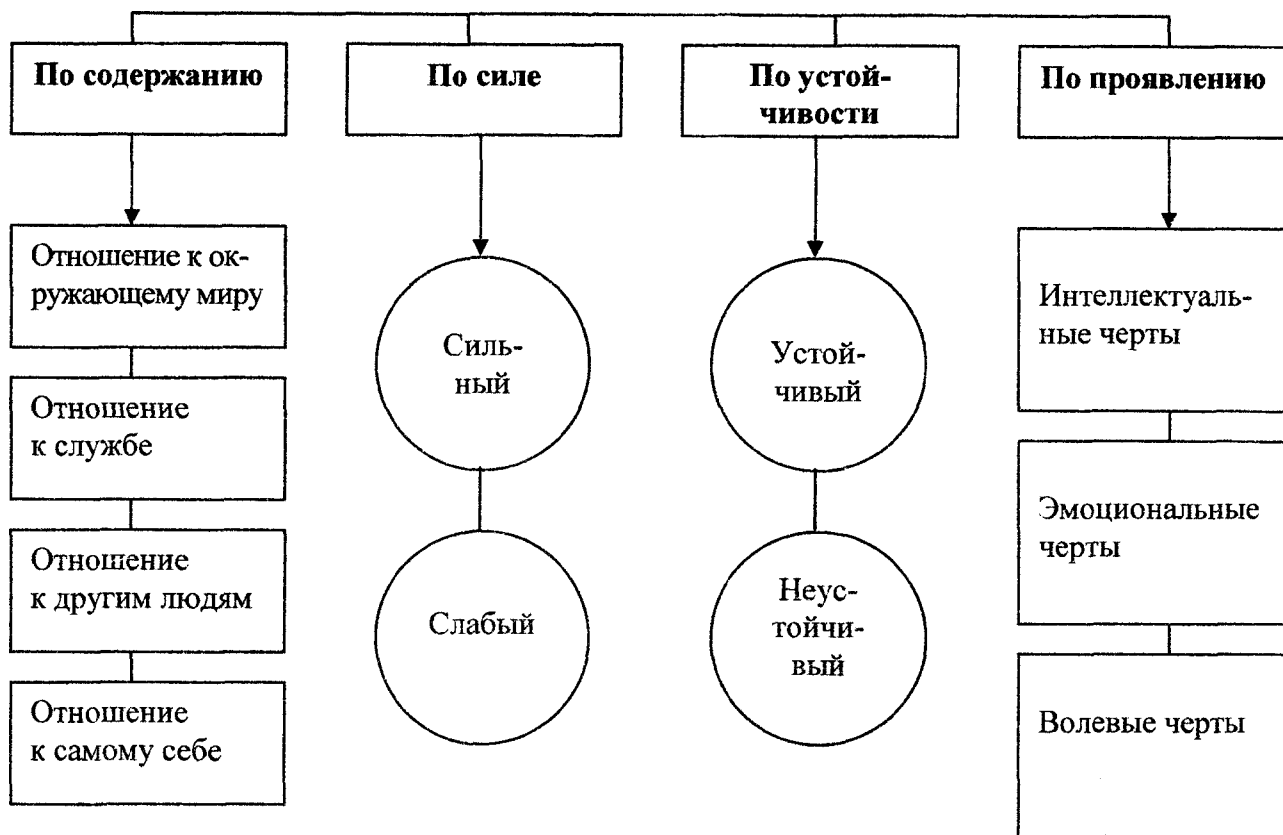 По содержанию
По силе
По устой-
чивости
По проявлению
Отношение к ок-
ружающему миру
Отношение
к службе
Отношение
к другим людям
Отношение
к самому себе
Силь-
ный
Слабый
Устой-
чивый
Неус-
тойчи-
вый
Интеллектуаль-
ные черты
Эмоциональные
черты
Волевые черты